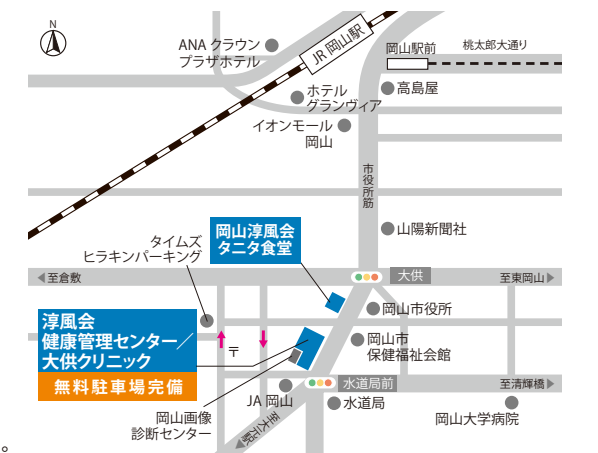 N
ANA クラウン
プラザホテル
JR 岡山駅
岡山駅前
桃太郎大通り
ホテル
グランヴィア
高島屋
イオンモール
岡山
市役所筋
山陽新聞社
岡山淳風会
タニタ食堂
タイムズ
ヒラキンパーキング
至倉敷
大供
至東岡山
岡山市役所
淳風会
健康管理センター／
大供クリニック
無料駐車場完備
〒
岡山市
保健福祉会館
水道局前
至清輝橋
JA 岡山
水道局
岡山画像
診断センター
至大元駅
岡山大学病院
。